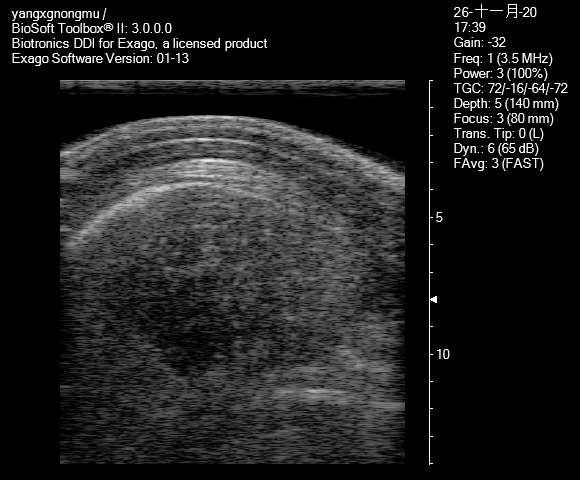 yangxgnongmu /
BioSoft Toolbox® II: 3.0.0.0
Biotronics DDI for Exago, a licensed product
Exago Software Version: 01-13
26-十一月-20
17:39
Gain: -32
Freq: 1 (3.5 MHz)
Power: 3 (100%)
TGC: 72/-16/-64/-72
Depth: 5 (140 mm)
Focus: 3 (80 mm)
Trans. Tip: 0 (L)
Dyn.: 6 (65 dB)
FAvg: 3 (FAST)
5
10